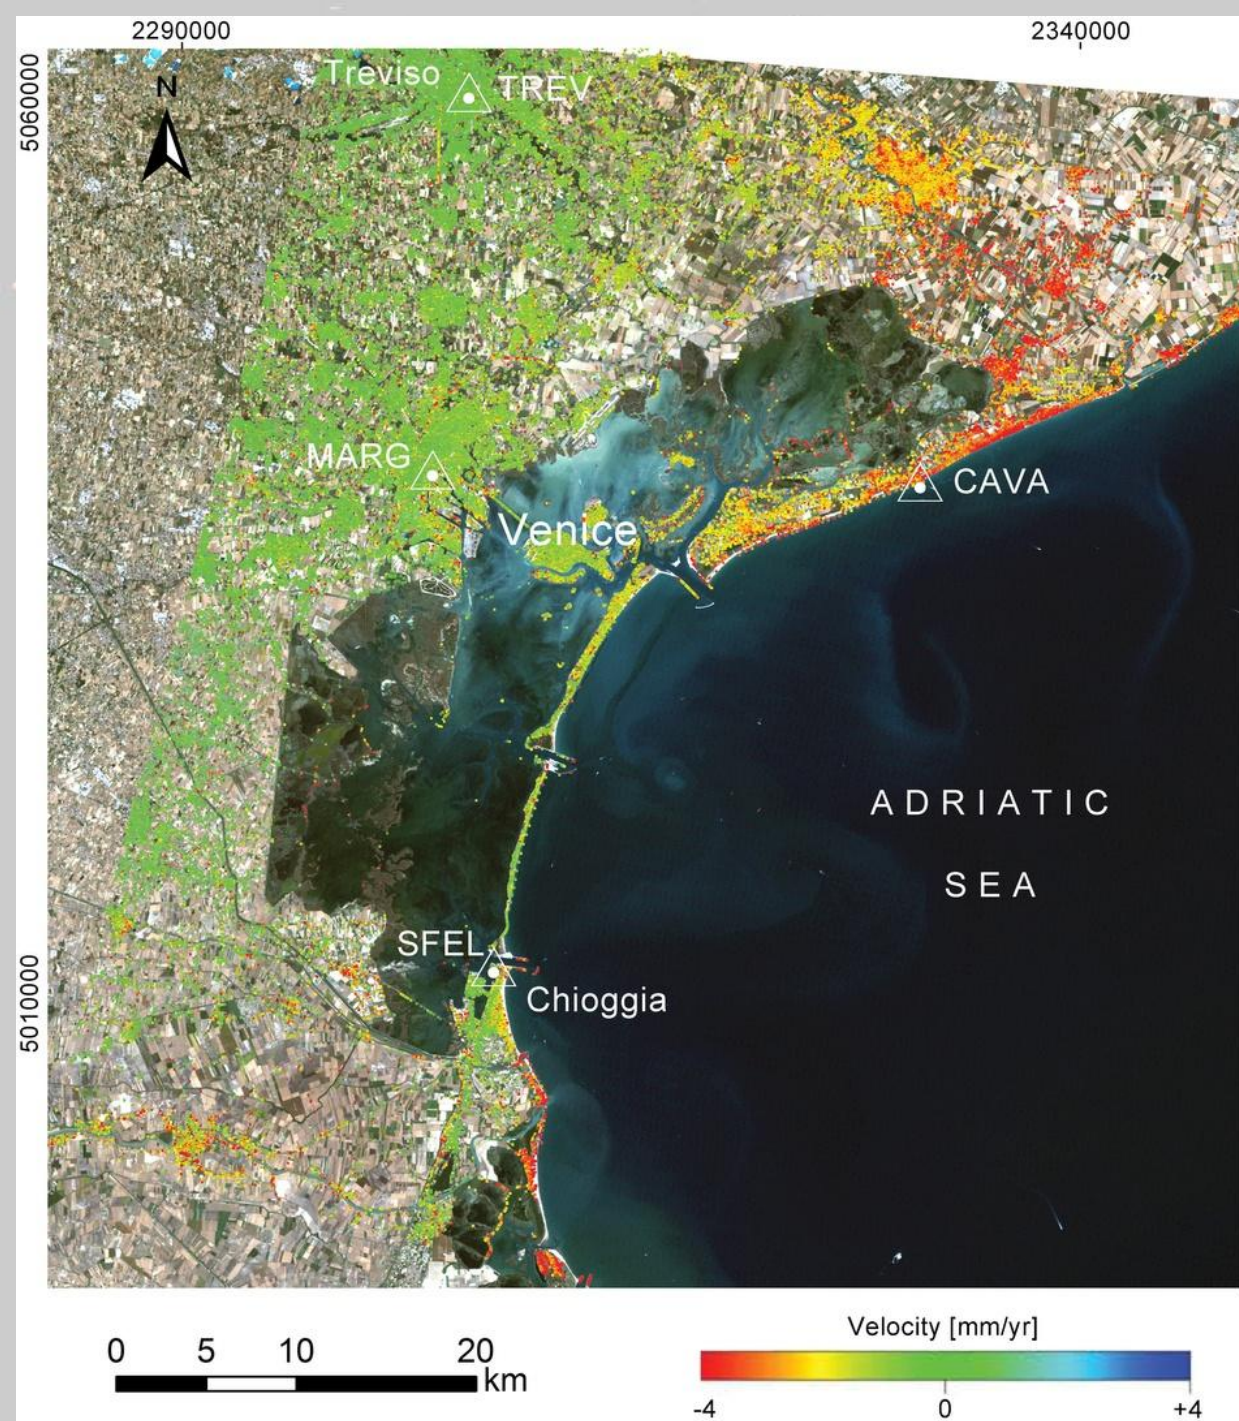 2290000
2340000
5060000
N
Treviso
TREV
MARG
CAVA
Venice
ADRIATIC
SEA
SFEL
5010000
Chioggia
Velocity [mm/yr]
0 5 10 20
km
-4 0 +4